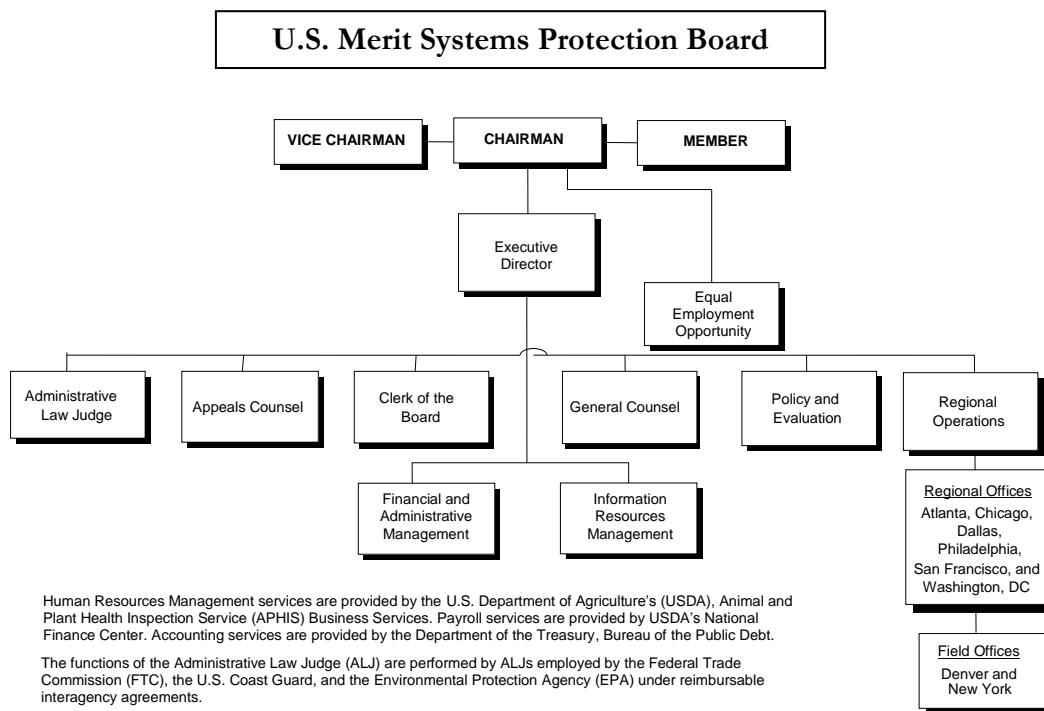 U.S. Merit Systems Protection Board
VICE CHAIRMAN
CHAIRMAN
MEMBER
Executive
Director
Equal
Employment
Opportunity
Administrative
Law Judge
Appeals Counsel
Clerk of the
Board
General Counsel
Policy and
Evaluation
Regional
Operations
Financial and
Administrative
Management
Information
Resources
Management
Regional Offices
Atlanta, Chicago,
Dallas,
Philadelphia,
San Francisco, and
Washington, DC
Field Offices
Denver and
New York
Human Resources Management services are provided by the U.S. Department of Agriculture's (USDA), Animal and
Plant Health Inspection Service (APHIS) Business Services. Payroll services are provided by USDA's National
Finance Center. Accounting services are provided by the Department of the Treasury, Bureau of the Public Debt.
The functions of the Administrative Law Judge (ALJ) are performed by ALJs employed by the Federal Trade
Commission (FTC), the U.S. Coast Guard, and the Environmental Protection Agency (EPA) under reimbursable
interagency agreements.